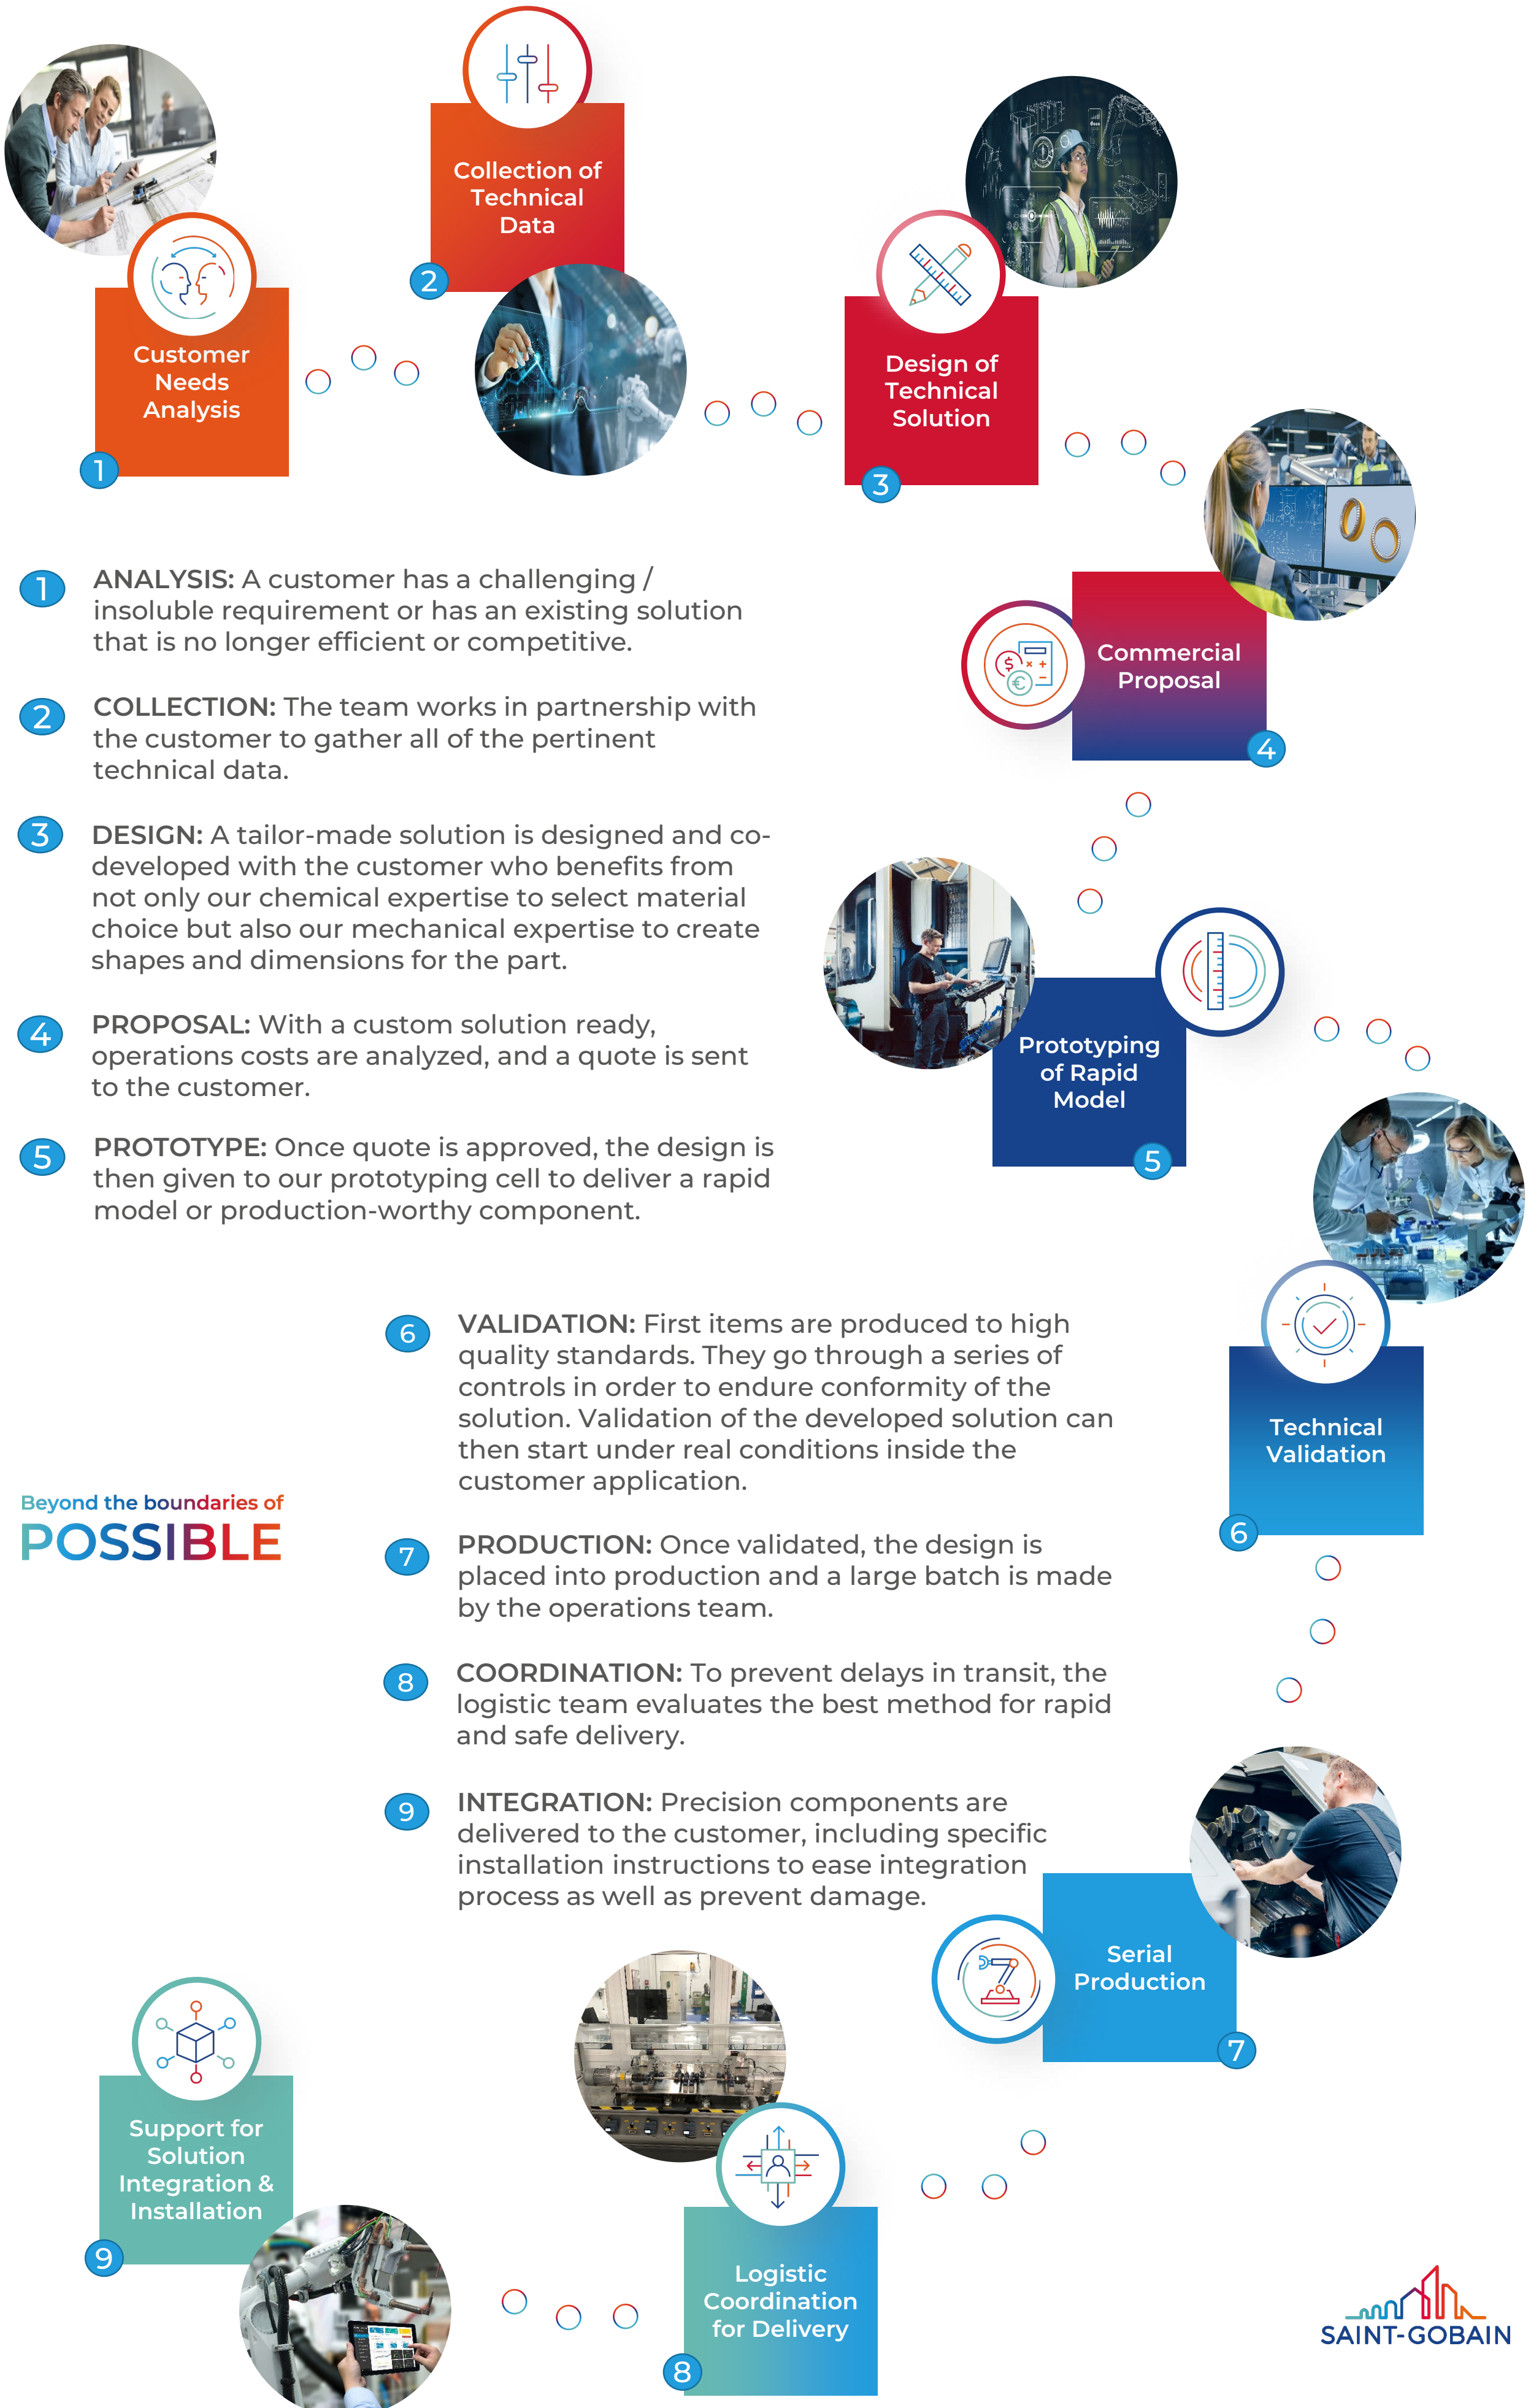 Collection of
Technical
Data
2
Customer
Needs
Analysis
1
Design of
Technical
Solution
3
1
ANALYSIS: A customer has a challenging /
insoluble requirement or has an existing solution
that is no longer efficient or competitive.
2
COLLECTION: The team works in partnership with
the customer to gather all of the pertinent
technical data.
3
DESIGN: A tailor-made solution is designed and co-
developed with the customer who benefits from
not only our chemical expertise to select material
choice but also our mechanical expertise to create
shapes and dimensions for the part.
4
PROPOSAL: With a custom solution ready,
operations costs are analyzed, and a quote is sent
to the customer.
5
PROTOTYPE: Once quote is approved, the design is
then given to our prototyping cell to deliver a rapid
model or production-worthy component.
Commercial
Proposal
4
Prototyping
of Rapid
Model
5
6
VALIDATION: First items are produced to high
quality standards. They go through a series of
controls in order to endure conformity of the
solution. Validation of the developed solution can
then start under real conditions inside the
customer application.
7
PRODUCTION: Once validated, the design is
placed into production and a large batch is made
by the operations team.
8
COORDINATION: To prevent delays in transit, the
logistic team evaluates the best method for rapid
and safe delivery.
9
INTEGRATION: Precision components are
delivered to the customer, including specific
installation instructions to ease integration
process as well as prevent damage.
Technical
Validation
6
Beyond the boundaries of
POSSIBLE
Serial
Production
7
Support for
Solution
Integration &
Installation
9
Logistic
Coordination
for Delivery
8
SAINT-GOBAIN